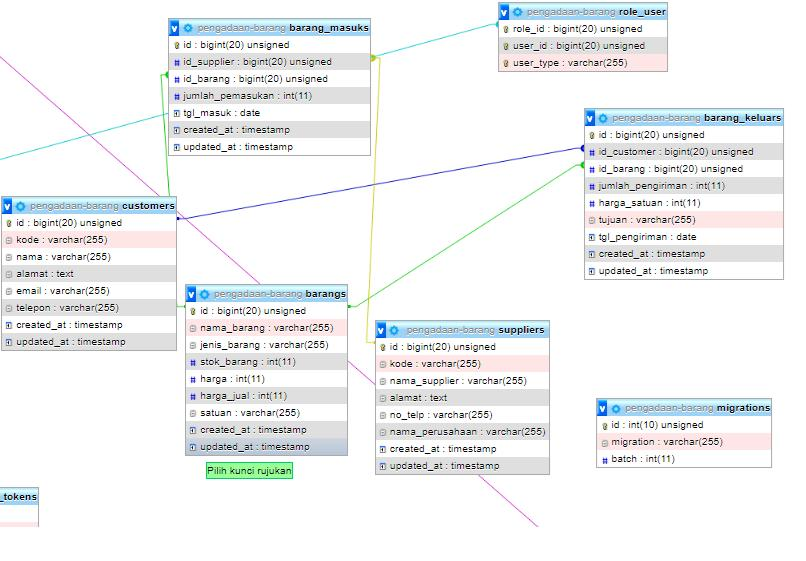 pengadaan-barang barang_masuks
id : bigint(20) unsigned
id_supplier : bigint(20) unsigned
id_barang : bigint(20) unsigned
jumlah_pemasukan : int(11)
tgl_masuk : date
created_at : timestamp
updated_at : timestamp
pengadaan-barang role_user
role_id : bigint(20) unsigned
user_id : bigint(20) unsigned
user_type : varchar(255)
pengadaan-barang barang_keluars
id : bigint(20) unsigned
id_customer : bigint(20) unsigned
id_barang : bigint(20) unsigned
jumlah_pengiriman : int(11)
harga_satuan : int(11)
tujuan : varchar(255)
tgl_pengiriman : date
created_at : timestamp
updated_at : timestamp
pengadaan-barang customers
id : bigint(20) unsigned
kode : varchar(255)
nama : varchar(255)
alamat : text
email : varchar(255)
telepon : varchar(255)
created_at : timestamp
updated_at : timestamp
pengadaan-barang barangs
id : bigint(20) unsigned
nama_barang : varchar(255)
jenis_barang : varchar(255)
stok_barang : int(11)
harga : int(11)
harga_jual : int(11)
satuan : varchar(255)
created_at : timestamp
updated_at : timestamp
Pilih kunci rujukan
pengadaan-barang suppliers
id : bigint(20) unsigned
kode : varchar(255)
nama_supplier : varchar(255)
alamat : text
no_telp : varchar(255)
nama_perusahaan : varchar(255)
created_at : timestamp
updated_at : timestamp
pengadaan-barang migrations
id : int(10) unsigned
migration : varchar(255)
batch : int(11)
_tokens